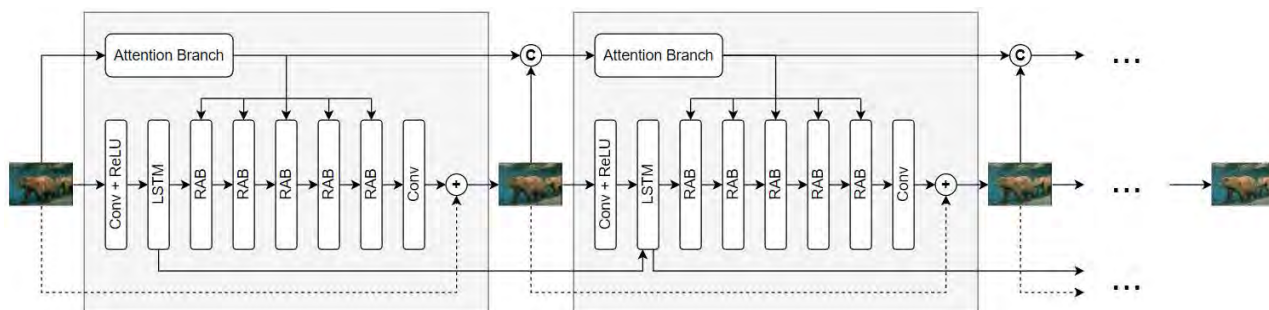 Attention Branch
C
Attention Branch
C
...
Conv + ReLU
LSTM
RAB
RAB
RAB
RAB
RAB
Conv
+
Conv + ReLU
LSTM
RAB
RAB
RAB
RAB
RAB
Conv
+
...
...